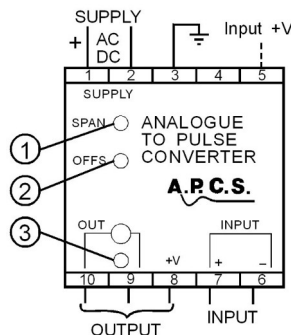 SUPPLY
+ AC
DC
Input +V
1 2 3 4 5
SUPPLY
1 SPAN
ANALOGUE
TO PULSE
CONVERTER
2 OFFS
A.P.C.S.
3 OUT
INPUT
+V + –
10 9 8 7 6
OUTPUT INPUT